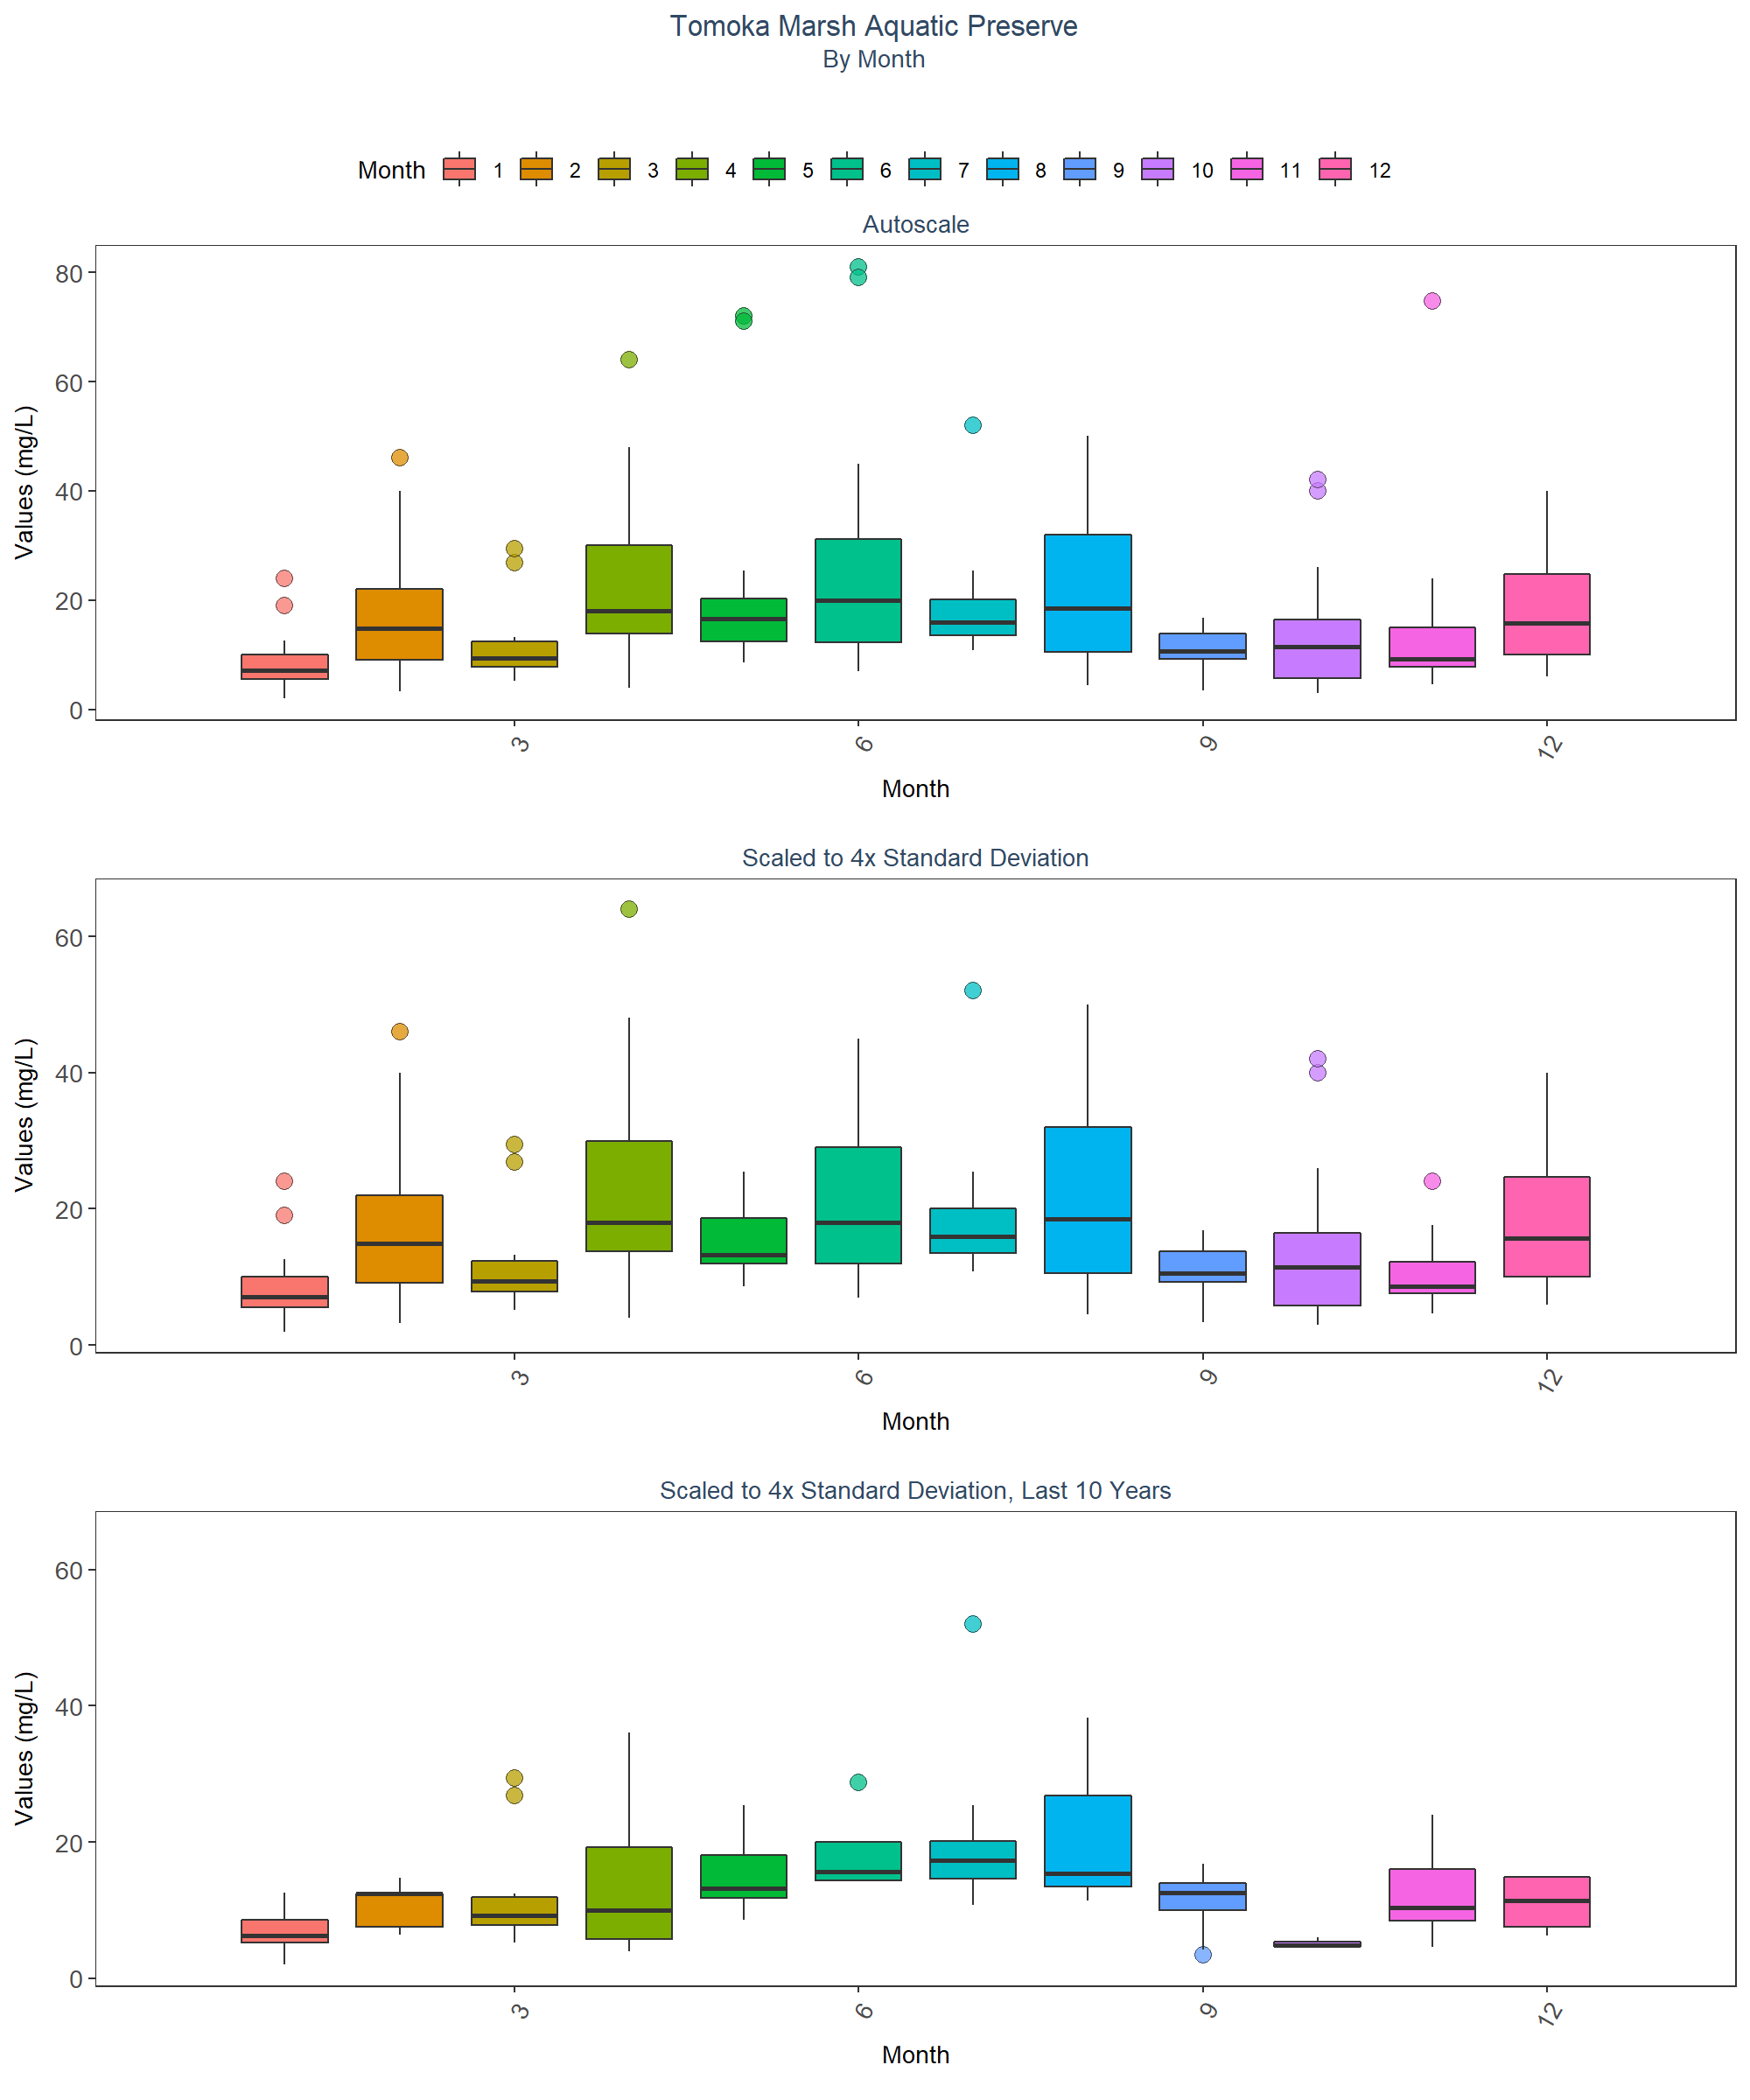 Tomoka Marsh Aquatic Preserve
By Month
Month 1 2 3 4 5 6 7 8 9 10 11 12
Autoscale
Values (mg/L)
80
60
40
20
0
3 6 9 12
Month
Scaled to 4x Standard Deviation
Values (mg/L)
60
40
20
0
3 6 9 12
Month
Scaled to 4x Standard Deviation, Last 10 Years
Values (mg/L)
60
40
20
0
3 6 9 12
Month